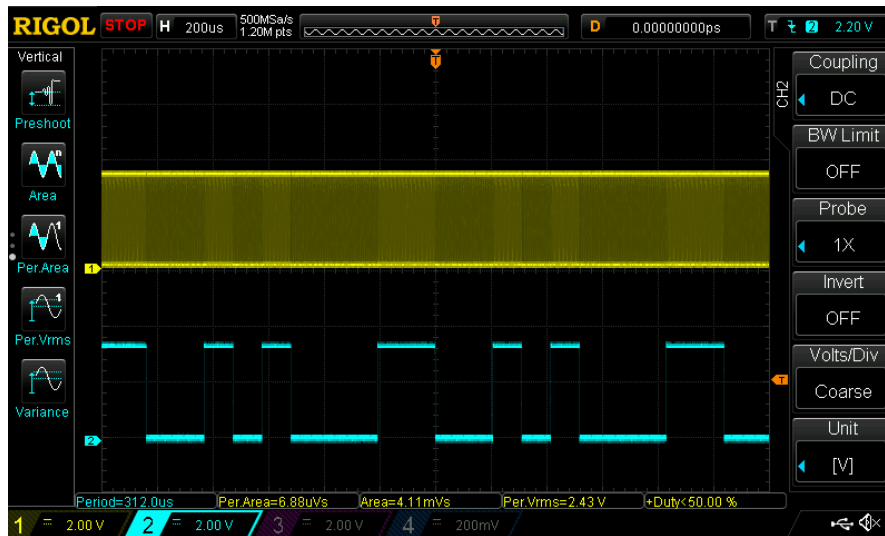 RIGOL STOP H 200us 500MSa/s 1.20M pts D 0.00000000ps T 2 2.20 V
T
Vertical
Preshoot
Area
Per.Area
Per.Vrms
Variance
1
2
T
CH2
Coupling
DC
BW Limit
OFF
Probe
1X
Invert
OFF
Volts/Div
Coarse
Unit
[V]
Period=312.0us Per.Area=6.88uVs Area=4.11mVs Per.Vrms=2.43 V +Duty<50.00 %
1 = 2.00 V 2 = 2.00 V 3 = 2.00 V 4 = 200mV